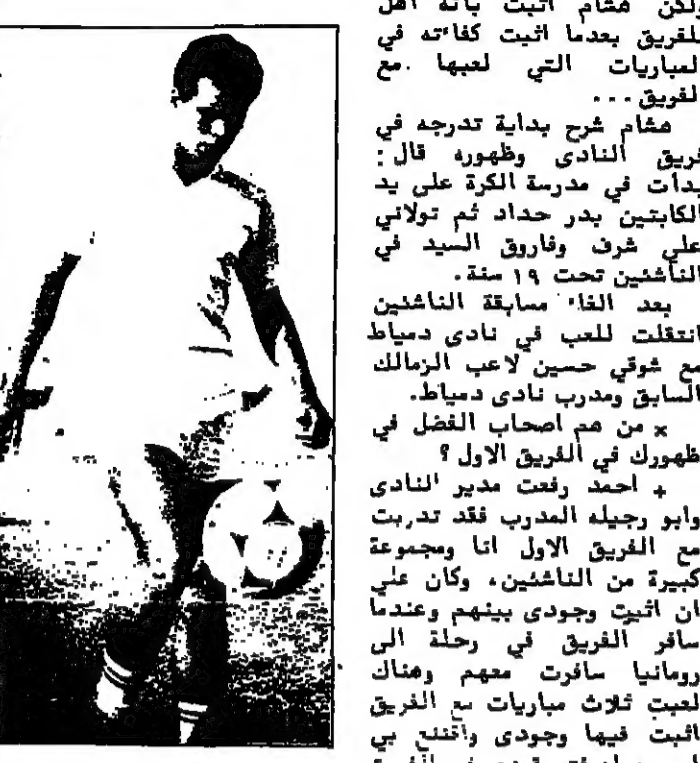 ولكن هشام اثبت بانه اهل
للفريق بعدما اثبت كفاءته في
المباريات التي لعبها مع
الفريق ...
هشام شرح بداية تدرجه في
فريق النادى وظهوره قال :
بدأت في مدرسة الكرة على يد
الكابتين بدر حداد ثم تولاني
علي شرف وفاروق السيد في
الناشئين تحت ١٩ سنة .
بعد الغاء مسابقة الناشئين
انتقلت للعب في نادى دمياط
مع شوقي حسين لاعب الزمالك
السابق ومدرب نادى دمياط.
× من هم اصحاب الفضل في
ظهورك في الفريق الاول ؟
+ احمد رفعت مدير النادى
وابو رجيله المدرب فقد تدربت
مع الفريق الاول انا ومجموعة
كبيرة من الناشئين ، وكان علي
ان اثبت وجودى بينهم وعندما
سافر الفريق في رحلة الى
رومانيا سافرت معهم وهناك
لعبت ثلاث مباريات مع الفريق
اثبت فيها وجودى واقتنع بي